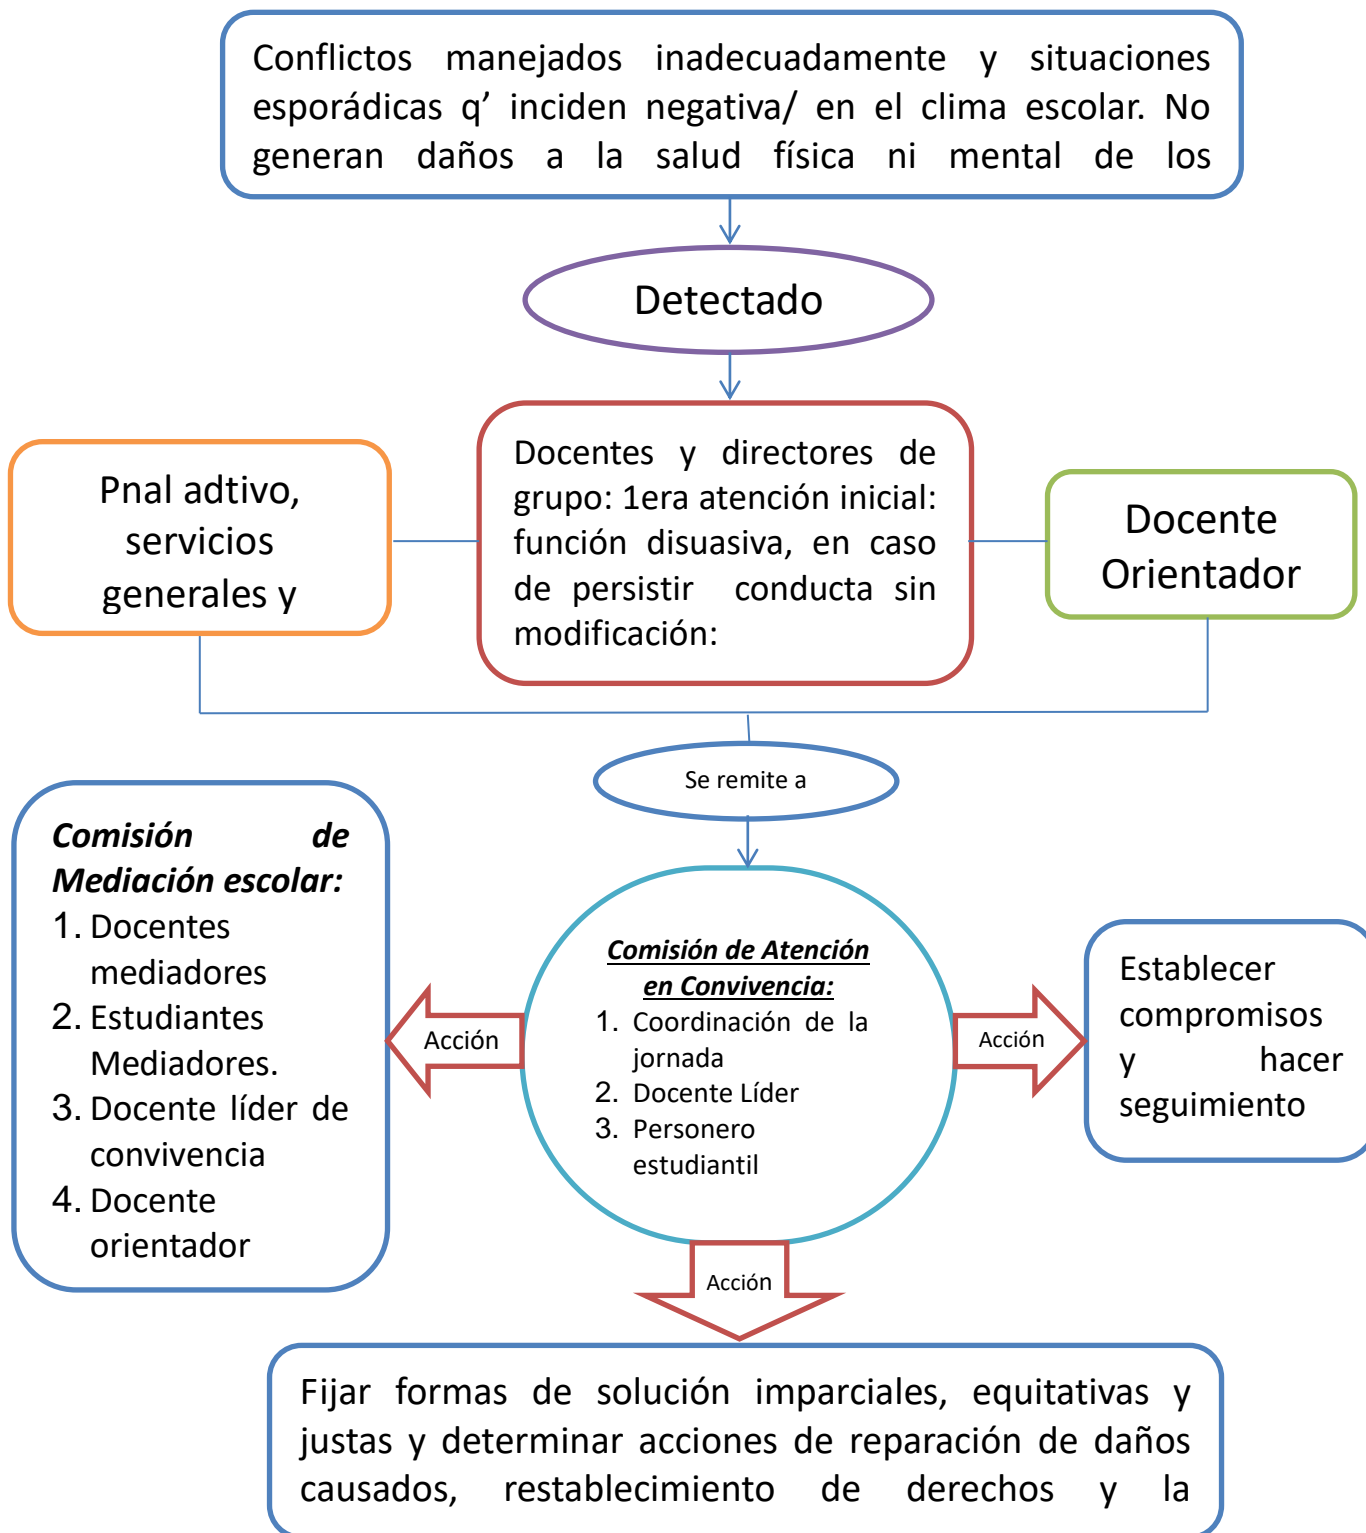 Conflictos manejados inadecuadamente y situaciones
esporádicas q’ inciden negativa/ en el clima escolar. No
generan daños a la salud física ni mental de los
Detectado
Pnal adtivo,
servicios
generales y
Docentes y directores de
grupo: 1era atención inicial:
función disuasiva, en caso
de persistir conducta sin
modificación:
Docente
Orientador
Se remite a
Comisión de
Mediación escolar:
1. Docentes
mediadores
2. Estudiantes
Mediadores.
3. Docente líder de
convivencia
4. Docente
orientador
Acción
Comisión de Atención
en Convivencia:
1. Coordinación de la
jornada
2. Docente Líder
3. Personero
estudiantil
Acción
Establecer
compromisos
y hacer
seguimiento
Acción
Fijar formas de solución imparciales, equitativas y
justas y determinar acciones de reparación de daños
causados, restablecimiento de derechos y la